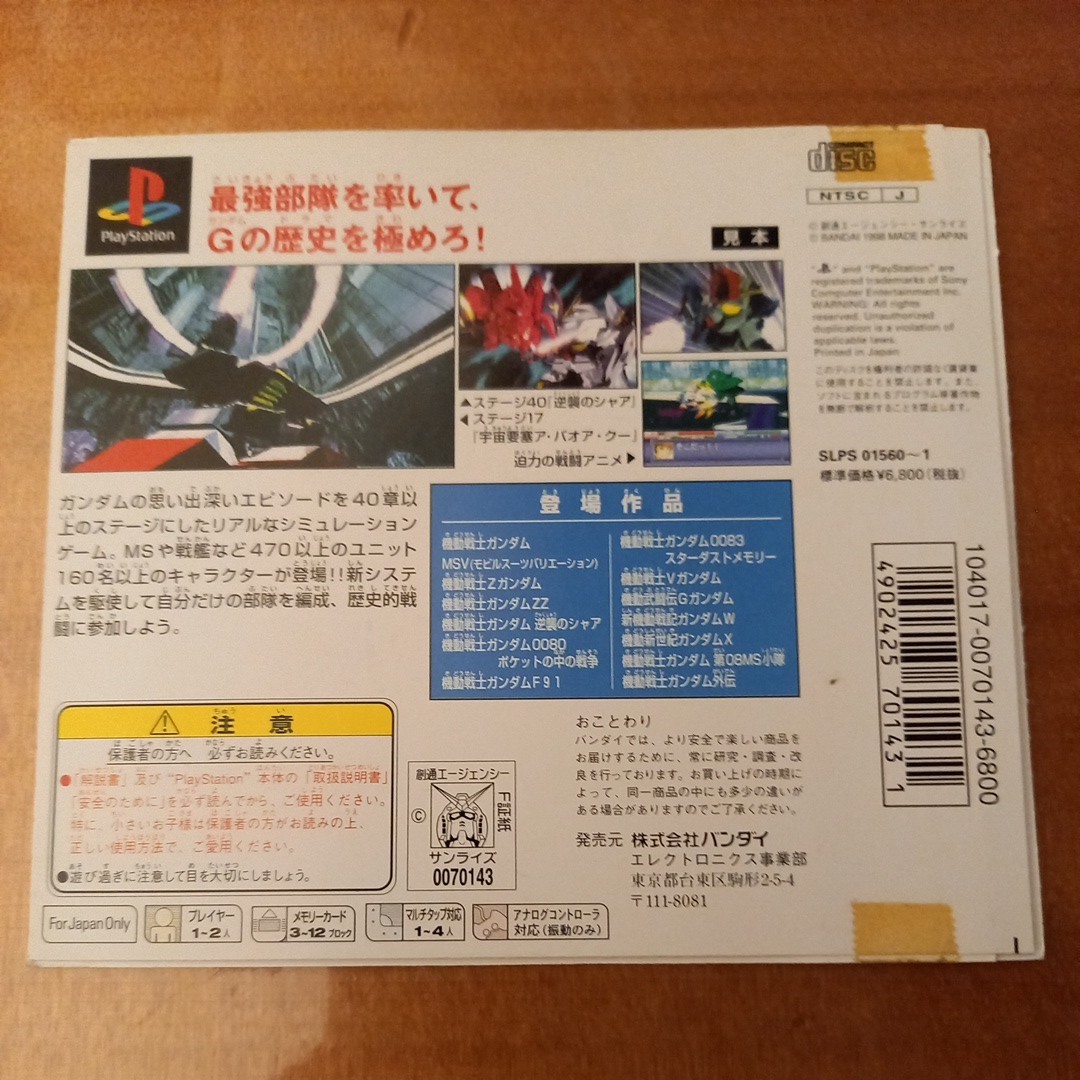 PlayStation
最強部隊を率いて、
Gの歴史を極めろ!
見本
COMPACT
disc
NTSC J
© 創通エージェンシー・サンライズ
© BANDAI 1998 MADE IN JAPAN
" " and "PlayStation" are
registered trademarks of Sony
Computer Entertainment Inc.
WARNING: All rights
reserved. Unauthorized
duplication is a violation of
applicable laws.
Printed in Japan
このディスクを権利者の許諾なく賃貸業
に使用することを禁止します。また、
ソフトに含まれるプログラム等著作物
を無断で解析することを禁止します。
SLPS 01560~1
標準価格¥6,800(税抜)
▲ステージ40『逆襲のシャア』
◀ステージ17
『宇宙要塞ア・バオア・クー』
迫力の戦闘アニメ▶
ガンダムの思い出深いエピソードを40章以
上のステージにしたリアルなシミュレーション
ゲーム。MSや戦艦など470以上のユニット
160名以上のキャラクターが登場!!新システ
ムを駆使して自分だけの部隊を編成、歴史的戦
闘に参加しよう。
登場作品
機動戦士ガンダム
MSV(モビルスーツバリエーション)
機動戦士Zガンダム
機動戦士ガンダムZZ
機動戦士ガンダム 逆襲のシャア
機動戦士ガンダム0080
ポケットの中の戦争
機動戦士ガンダムF91
機動戦士ガンダム0083
スターダストメモリー
機動戦士Vガンダム
機動武闘伝Gガンダム
新機動戦記ガンダムW
機動新世紀ガンダムX
機動戦士ガンダム 第08MS小隊
機動戦士ガンダム外伝
104017-0070143-6800
4902425 701431
注意
保護者の方へ 必ずお読みください。
●「解説書」及び"PlayStation"本体の「取扱説明書」
「安全のために」を必ず読んでから、ご使用ください。
特に、小さいお子様は保護者の方がお読みの上、
正しい使用方法で、ご愛用ください。
●遊び過ぎに注意して目を大切にしましょう。
創通エージェンシー
©
F証紙
サンライズ
0070143
おことわり
バンダイでは、より安全で楽しい商品を
お届けするために、常に研究・調査・改
良を行っております。お買い上げの時期に
よって、同一商品の中にも多少の違いが
ある場合がありますのでご了承ください。
発売元 株式会社バンダイ
エレクトロニクス事業部
東京都台東区駒形2-5-4
〒111-8081
For Japan Only
プレイヤー
1~2人
メモリーカード
3~12ブロック
マルチタップ対応
1~4人
アナログコントローラ
対応(振動のみ)